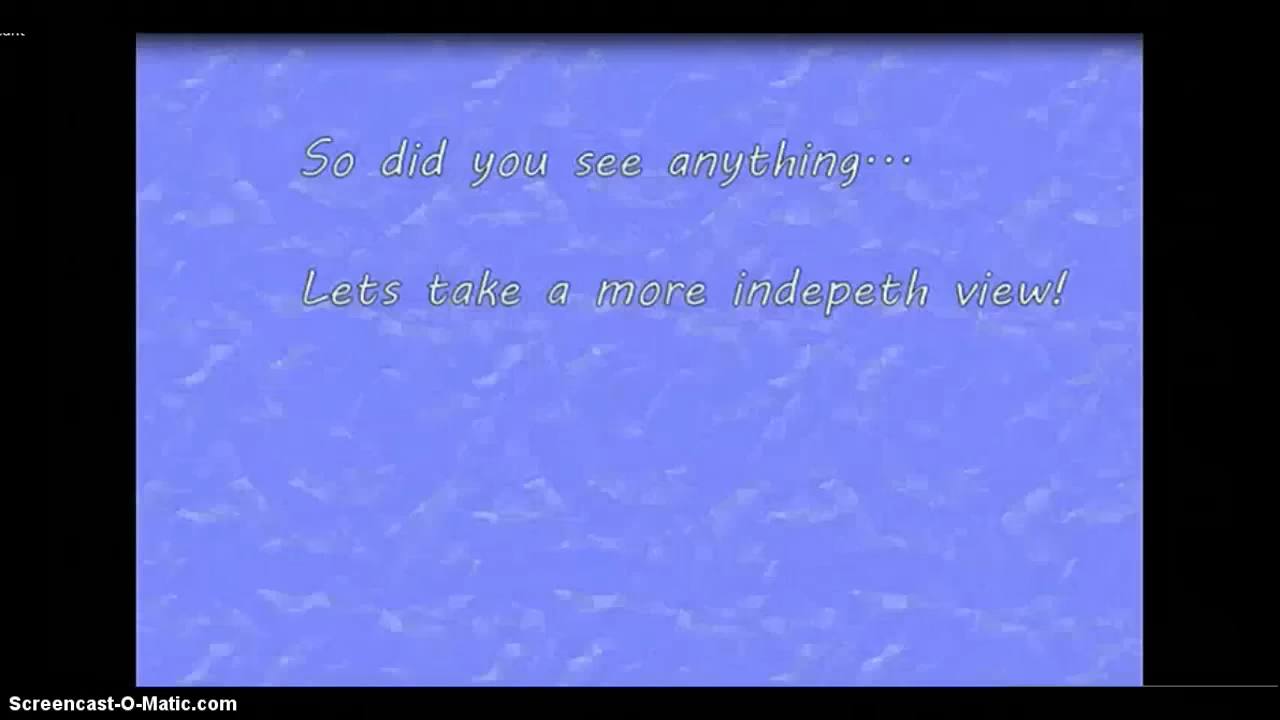 So did you see anything...
Lets take a more indepeth view!
Screencast-O-Matic.com